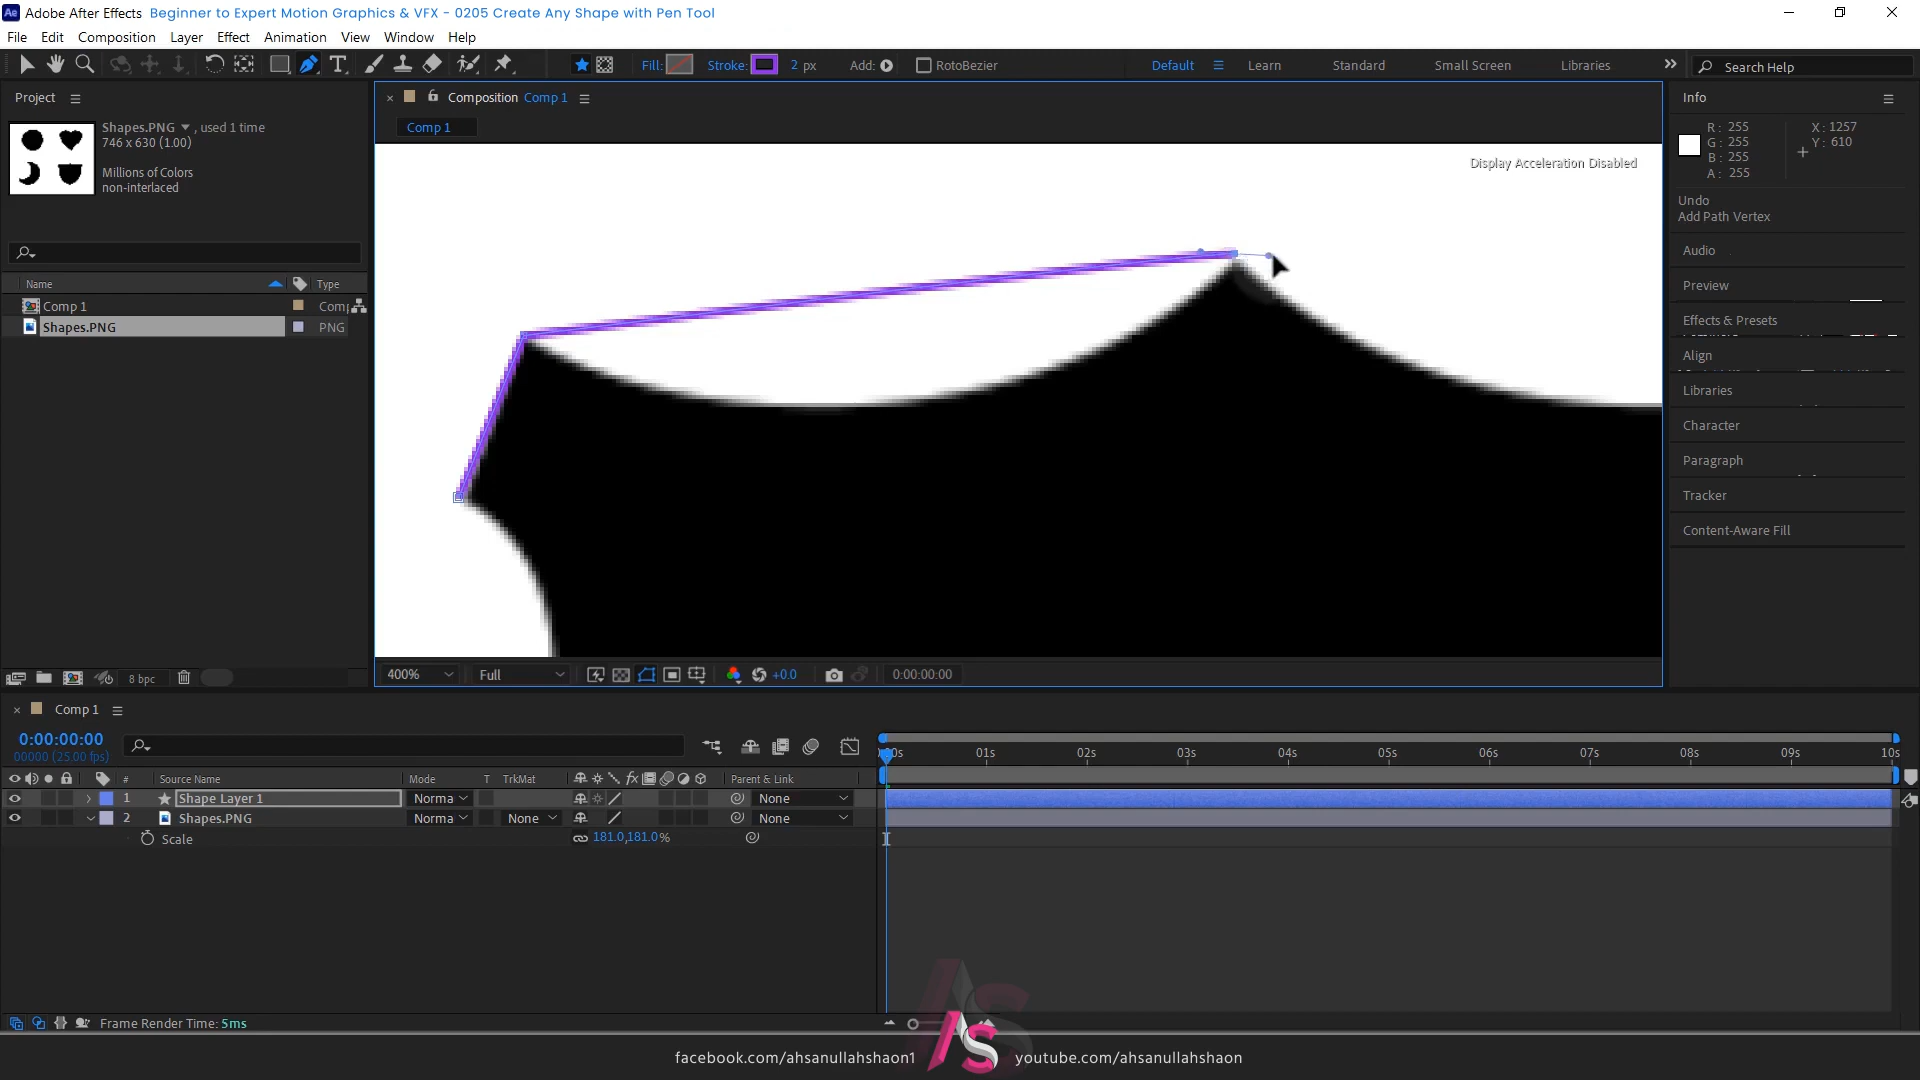 Adobe After Effects Beginner to Expert Motion Graphics & VFX - 0205 Create Any Shape with Pen Tool
File Edit Composition Layer Effect Animation View Window Help
Fill: Stroke: 2 px Add: RotoBezier Default Learn Standard Small Screen Libraries Search Help
Project
Shapes.PNG , used 1 time
746 x 630 (1.00)
Millions of Colors
non-interlaced
Name Type
Comp 1
Shapes.PNG PNG
8 bpc
Composition Comp 1
Comp 1
Display Acceleration Disabled
400% Full +0.0 0:00:00:00
Info
R: 255 X: 1257
G: 255 Y: 610
B: 255
A: 255
Undo
Add Path Vertex
Audio
Preview
Effects & Presets
Align
Libraries
Character
Paragraph
Tracker
Content-Aware Fill
Comp 1
0:00:00:00
00000 (25.00 fps)
01s 02s 03s 04s 05s 06s 07s 08s 09s 10s
# Source Name Mode T TrkMat fx Parent & Link
1 Shape Layer 1 Norma None
2 Shapes.PNG Norma None None
Scale 181.0,181.0%
Frame Render Time: 5ms
facebook.com/ahsanullahshaon1 youtube.com/ahsanullahshaon